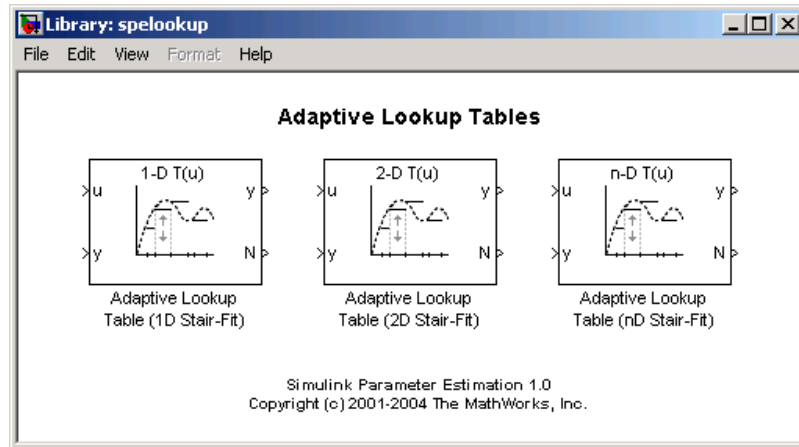 Library: spelookup
File Edit View Format Help
Adaptive Lookup Tables
1-D T(u)
u
y
y
N
Adaptive Lookup
Table (1D Stair-Fit)
2-D T(u)
u
y
y
N
Adaptive Lookup
Table (2D Stair-Fit)
n-D T(u)
u
y
y
N
Adaptive Lookup
Table (nD Stair-Fit)
Simulink Parameter Estimation 1.0
Copyright (c) 2001-2004 The MathWorks, Inc.